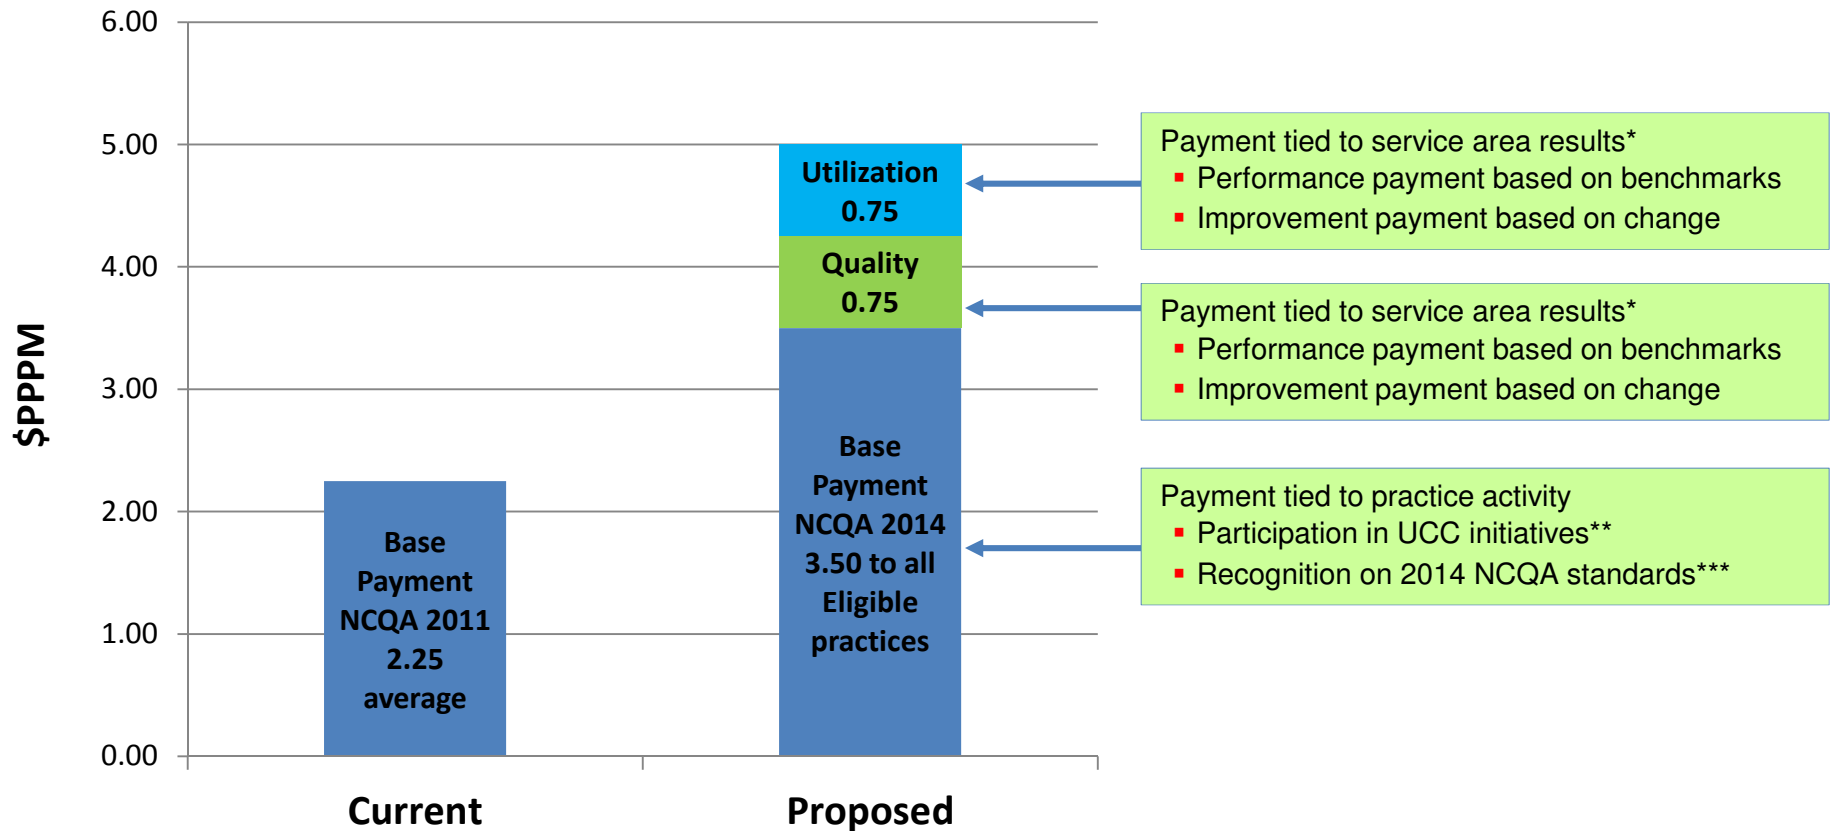 6.00
5.00
4.00
3.00
2.00
1.00
0.00
$PPPM
Base
Payment
NCQA 2011
2.25
average
Current
Utilization
0.75
Quality
0.75
Base
Payment
NCQA 2014
3.50 to all
Eligible
practices
Proposed
Payment tied to service area results*
▪ Performance payment based on benchmarks
▪ Improvement payment based on change
Payment tied to service area results*
▪ Performance payment based on benchmarks
▪ Improvement payment based on change
Payment tied to practice activity
▪ Participation in UCC initiatives**
▪ Recognition on 2014 NCQA standards***